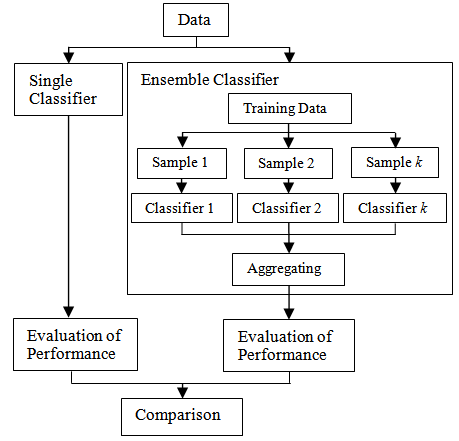 Data
Single
Classifier
Ensemble Classifier
Training Data
Sample 1
Sample 2
Sample k
Classifier 1
Classifier 2
Classifier k
Aggregating
Evaluation of
Performance
Evaluation of
Performance
Comparison